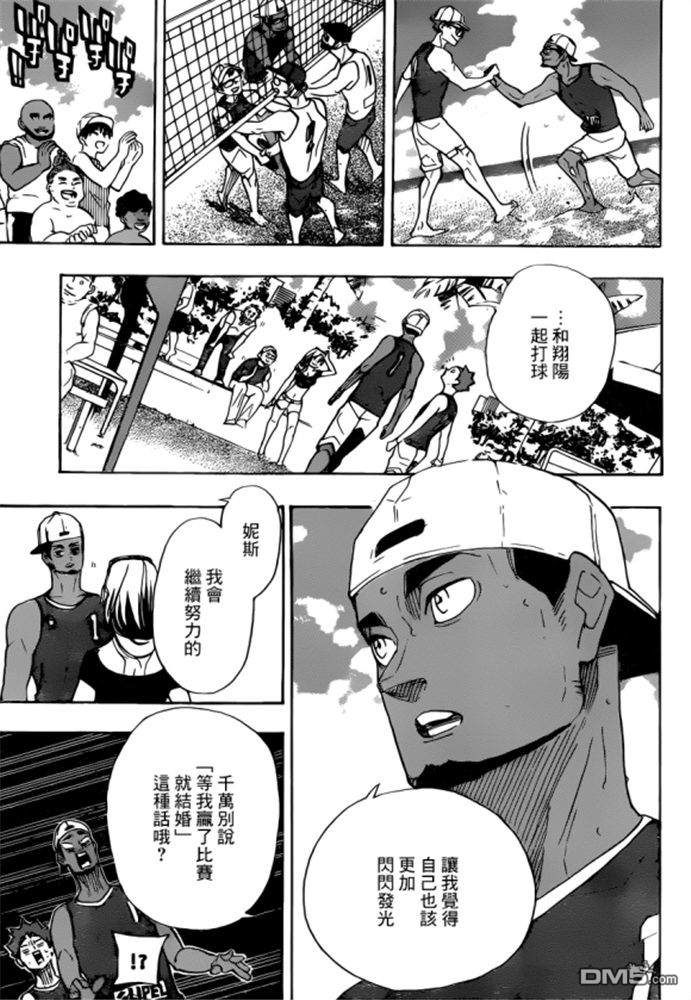 パチ
パチ
パチ
パチ
!!
1
…和翔陽
一起打球
妮斯
我會
繼續努力的
1
讓我覺得
自己也該
更加
閃閃發光
千萬別說
「等我贏了比賽
就結婚」
這種話哦?
!?
DM5.com